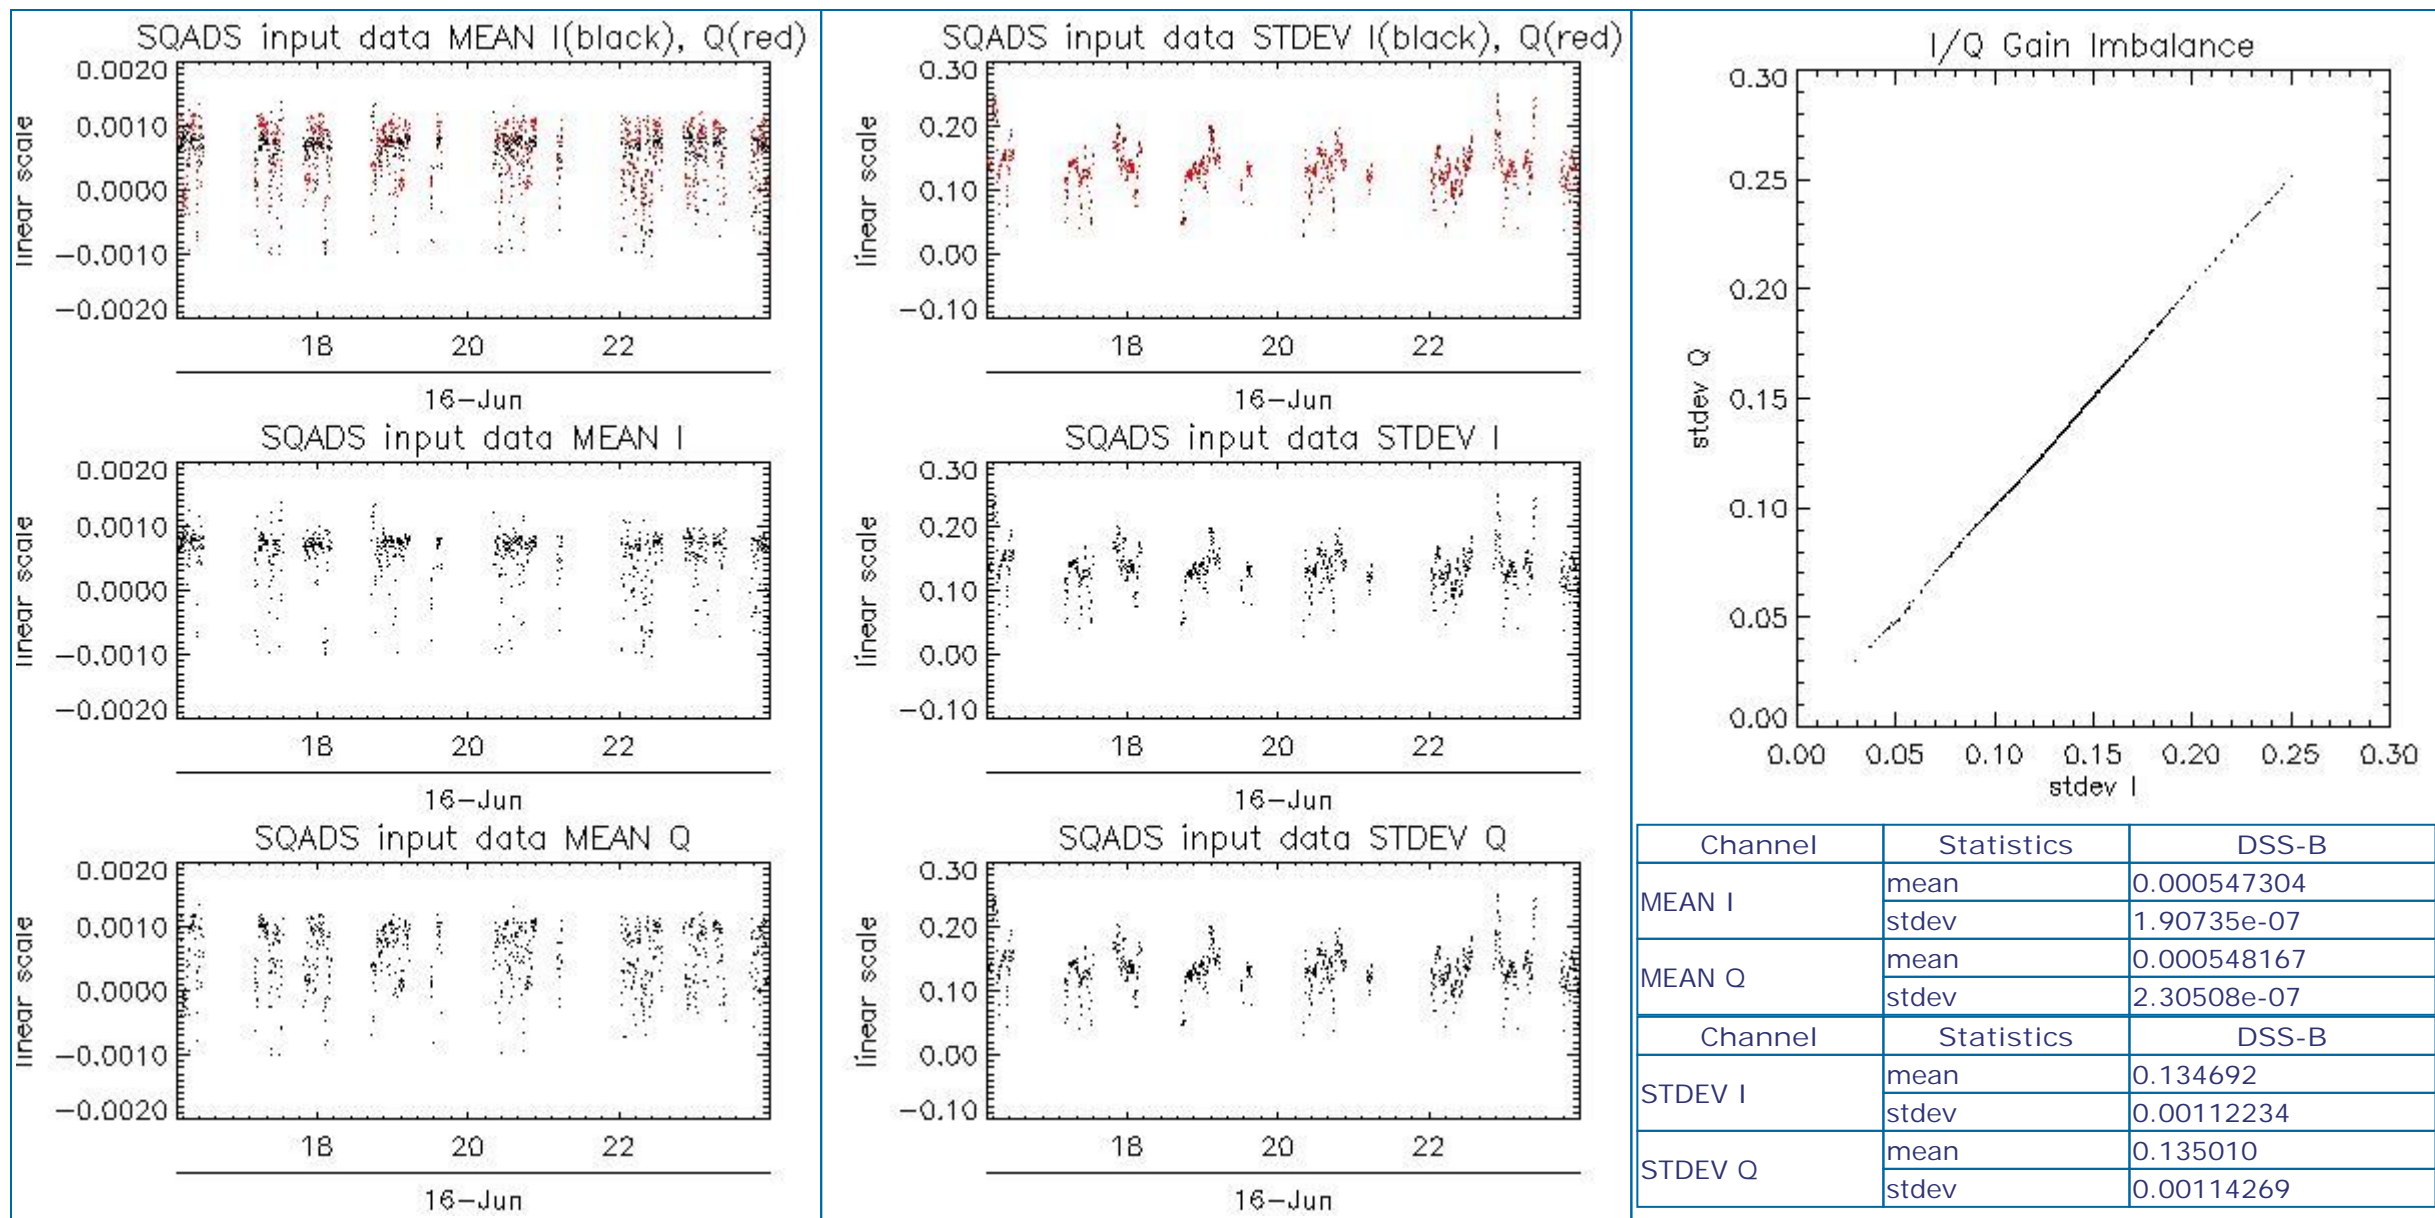 SQADS input data MEAN I(black), Q(red)
0.0020
0.0010
0.0000
-0.0010
-0.0020
linear scale
18 20 22
16-Jun
SQADS input data MEAN I
0.0020
0.0010
0.0000
-0.0010
-0.0020
linear scale
18 20 22
16-Jun
SQADS input data MEAN Q
0.0020
0.0010
0.0000
-0.0010
-0.0020
linear scale
18 20 22
16-Jun
SQADS input data STDEV I(black), Q(red)
0.30
0.20
0.10
0.00
-0.10
linear scale
18 20 22
16-Jun
SQADS input data STDEV I
0.30
0.20
0.10
0.00
-0.10
linear scale
18 20 22
16-Jun
SQADS input data STDEV Q
0.30
0.20
0.10
0.00
-0.10
linear scale
18 20 22
16-Jun
I/Q Gain Imbalance
0.30
0.25
0.20
0.15
0.10
0.05
0.00
stdev Q
0.00 0.05 0.10 0.15 0.20 0.25 0.30
stdev I
Channel Statistics DSS-B
MEAN I mean 0.000547304
stdev 1.90735e-07
MEAN Q mean 0.000548167
stdev 2.30508e-07
Channel Statistics DSS-B
STDEV I mean 0.134692
stdev 0.00112234
STDEV Q mean 0.135010
stdev 0.00114269